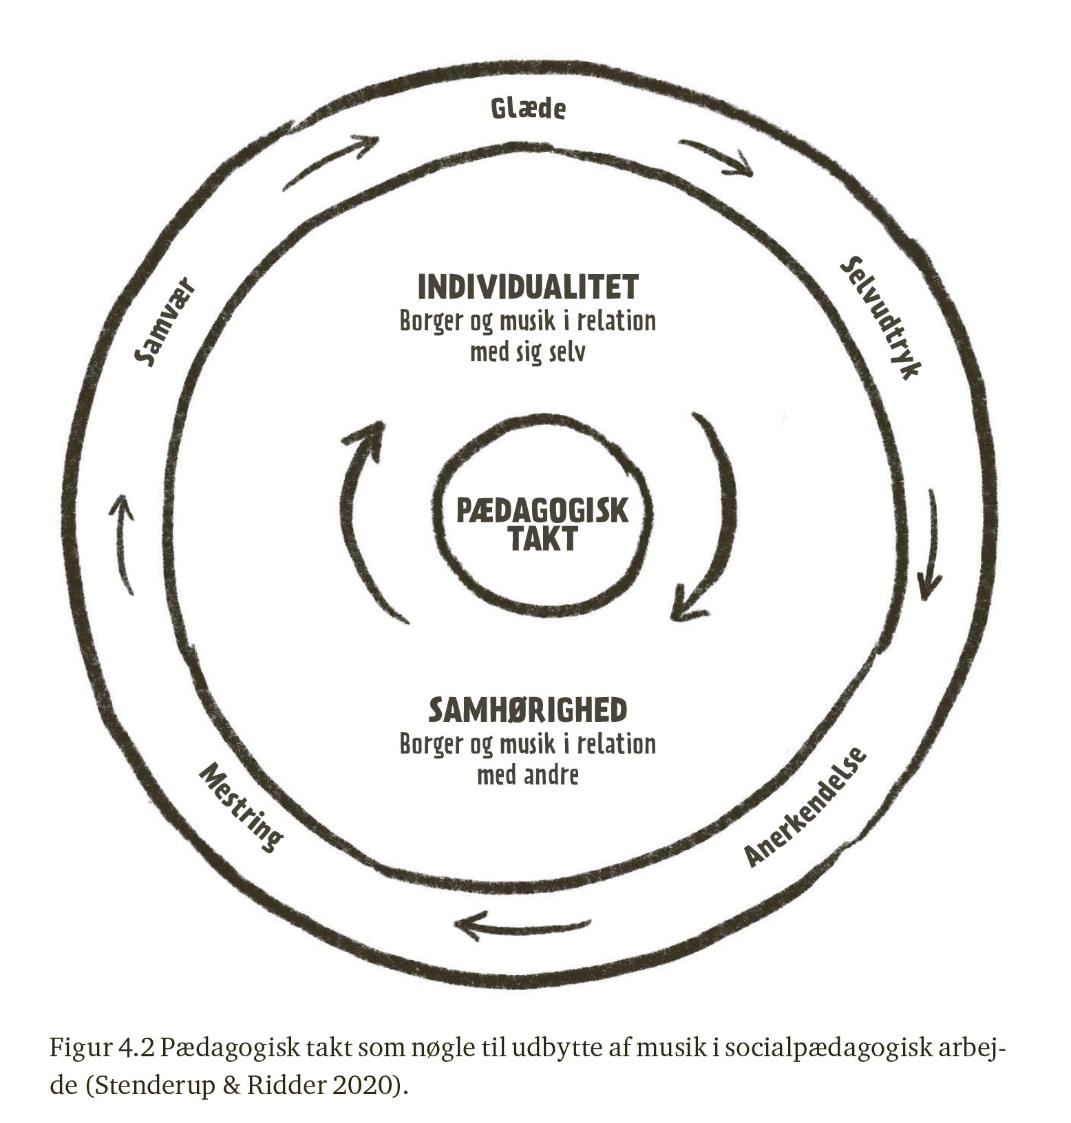 Glæde
Selvudtryk
Anerkendelse
Mestring
Samvær
INDIVIDUALITET
Borger og musik i relation
med sig selv
PÆDAGOGISK
TAKT
SAMHØRIGHED
Borger og musik i relation
med andre
Figur 4.2 Pædagogisk takt som nøgle til udbytte af musik i socialpædagogisk arbej-
de (Stenderup & Ridder 2020).